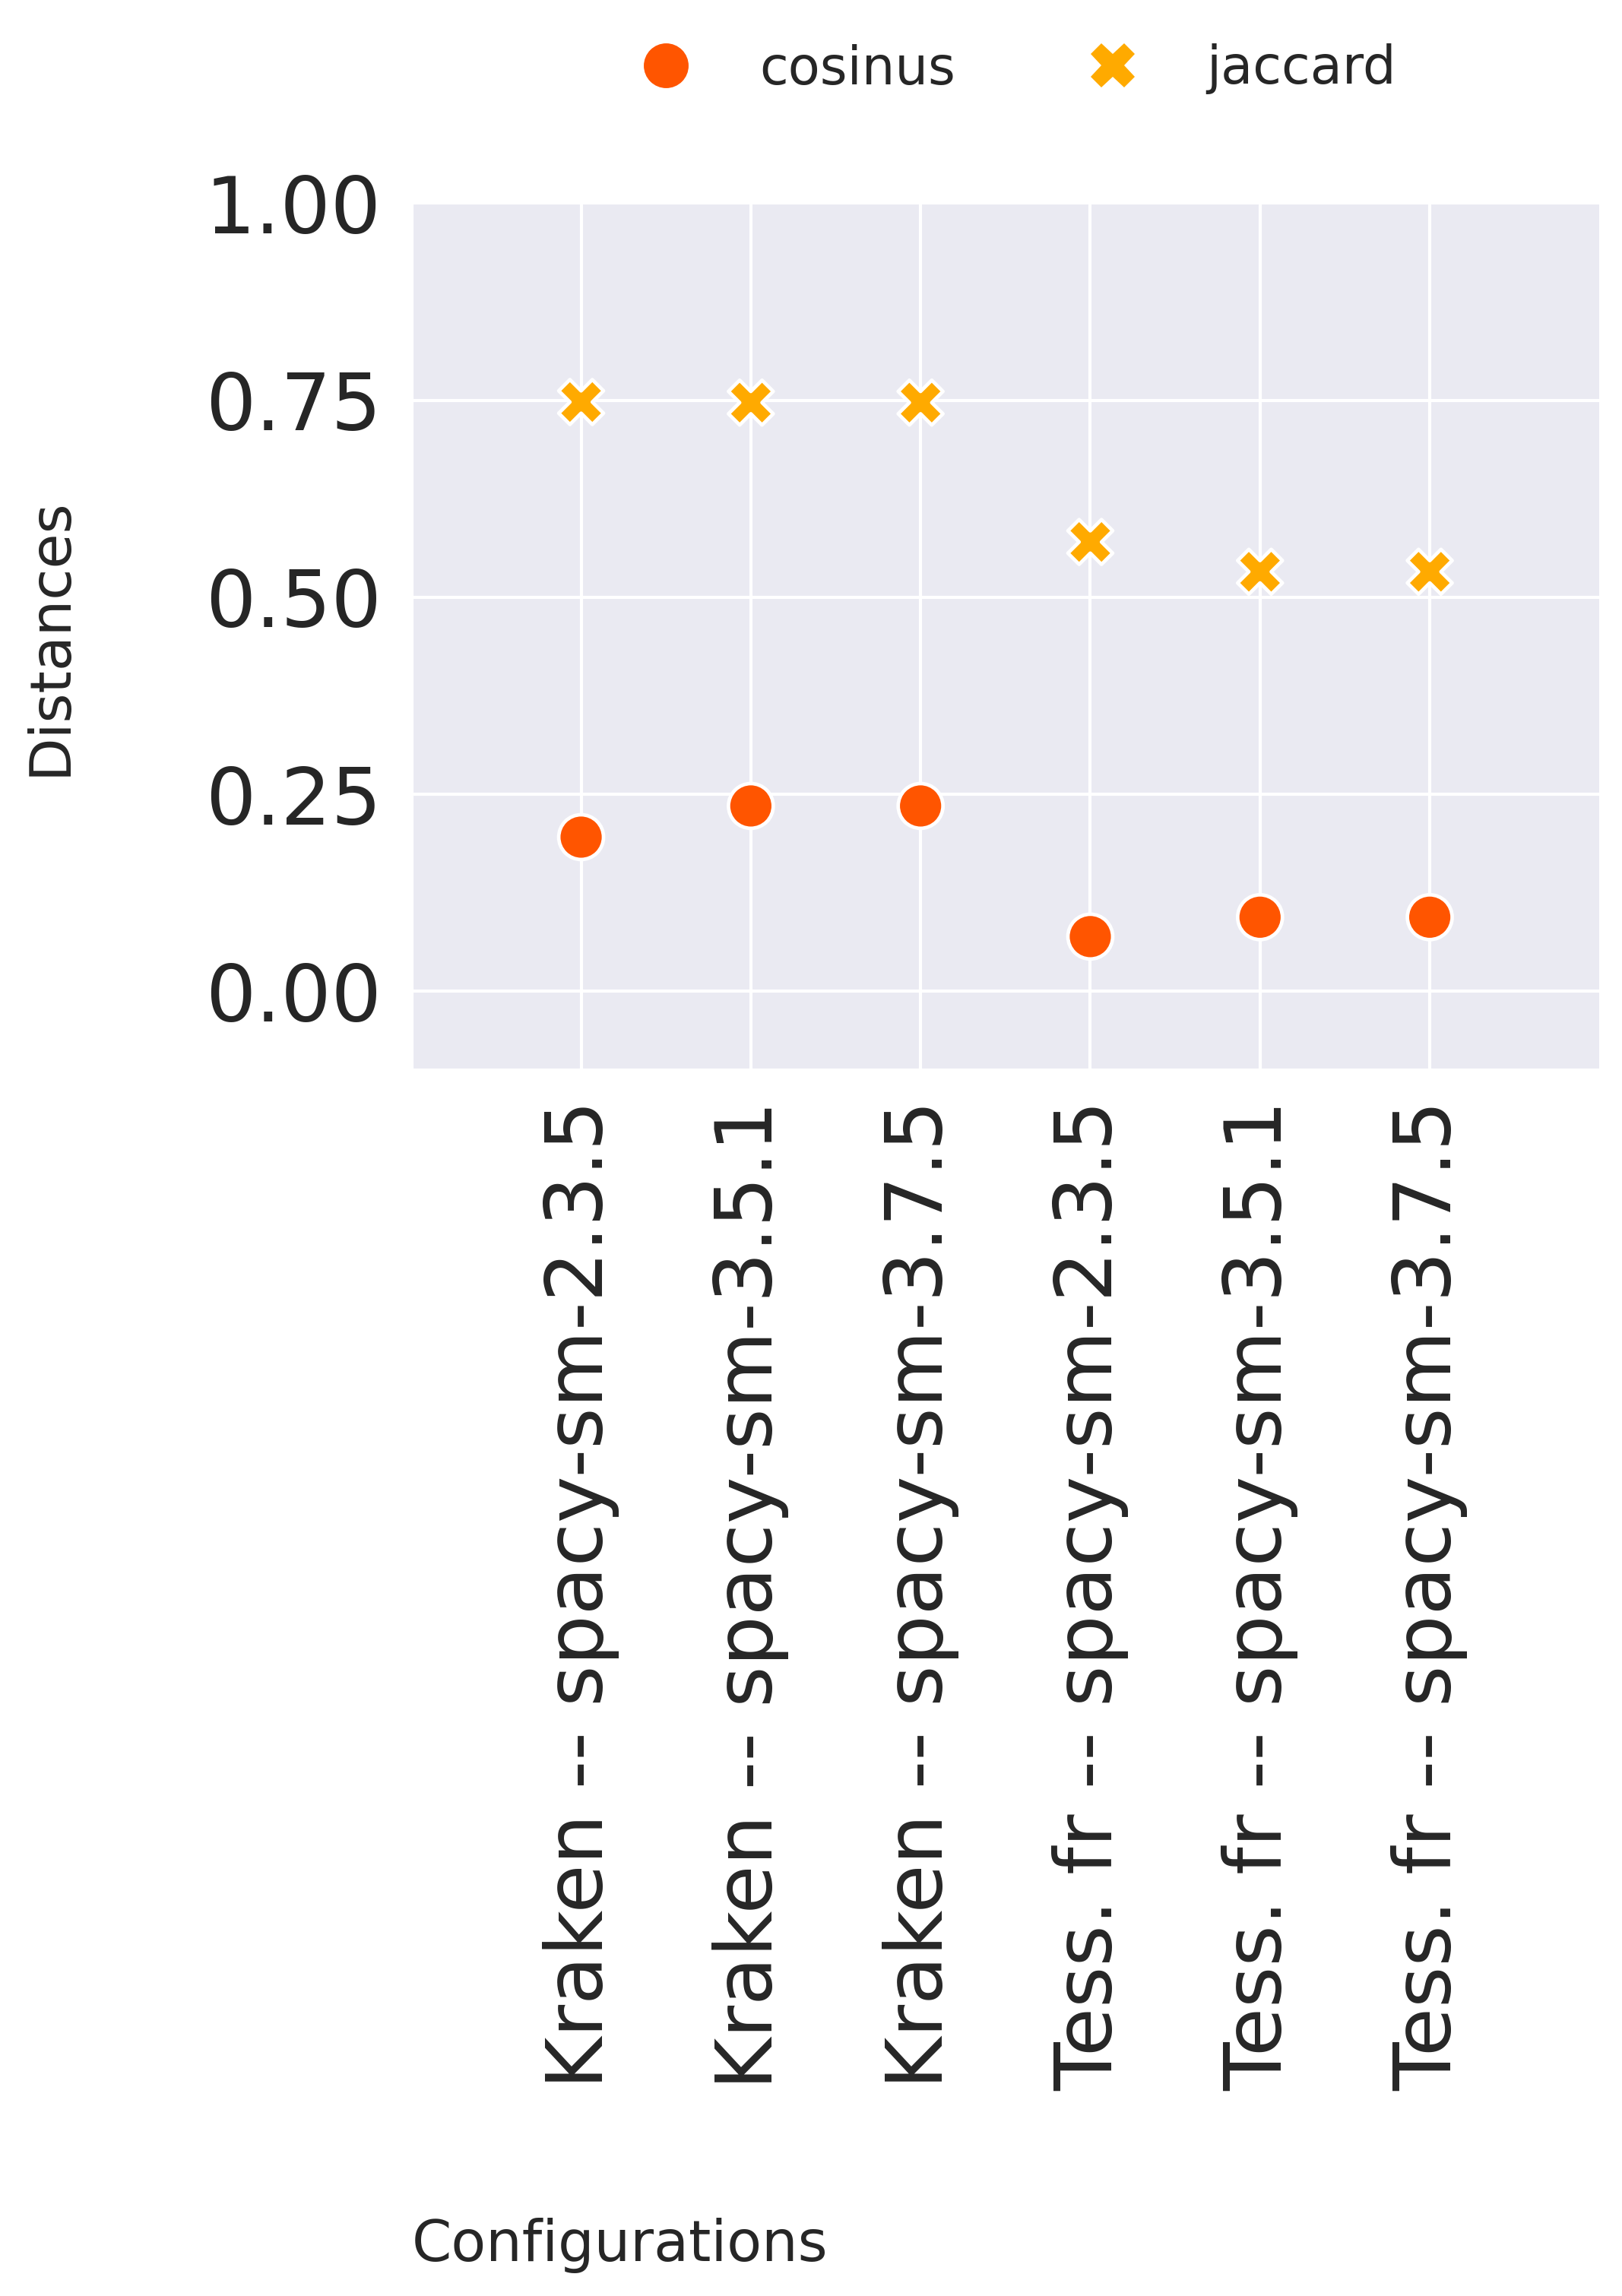 cosinus jaccard
Distances
1.00
0.75
0.50
0.25
0.00
Kraken -- spacy-sm-2.3.5
Kraken -- spacy-sm-3.5.1
Kraken -- spacy-sm-3.7.5
Tess. fr -- spacy-sm-2.3.5
Tess. fr -- spacy-sm-3.5.1
Tess. fr -- spacy-sm-3.7.5
Configurations